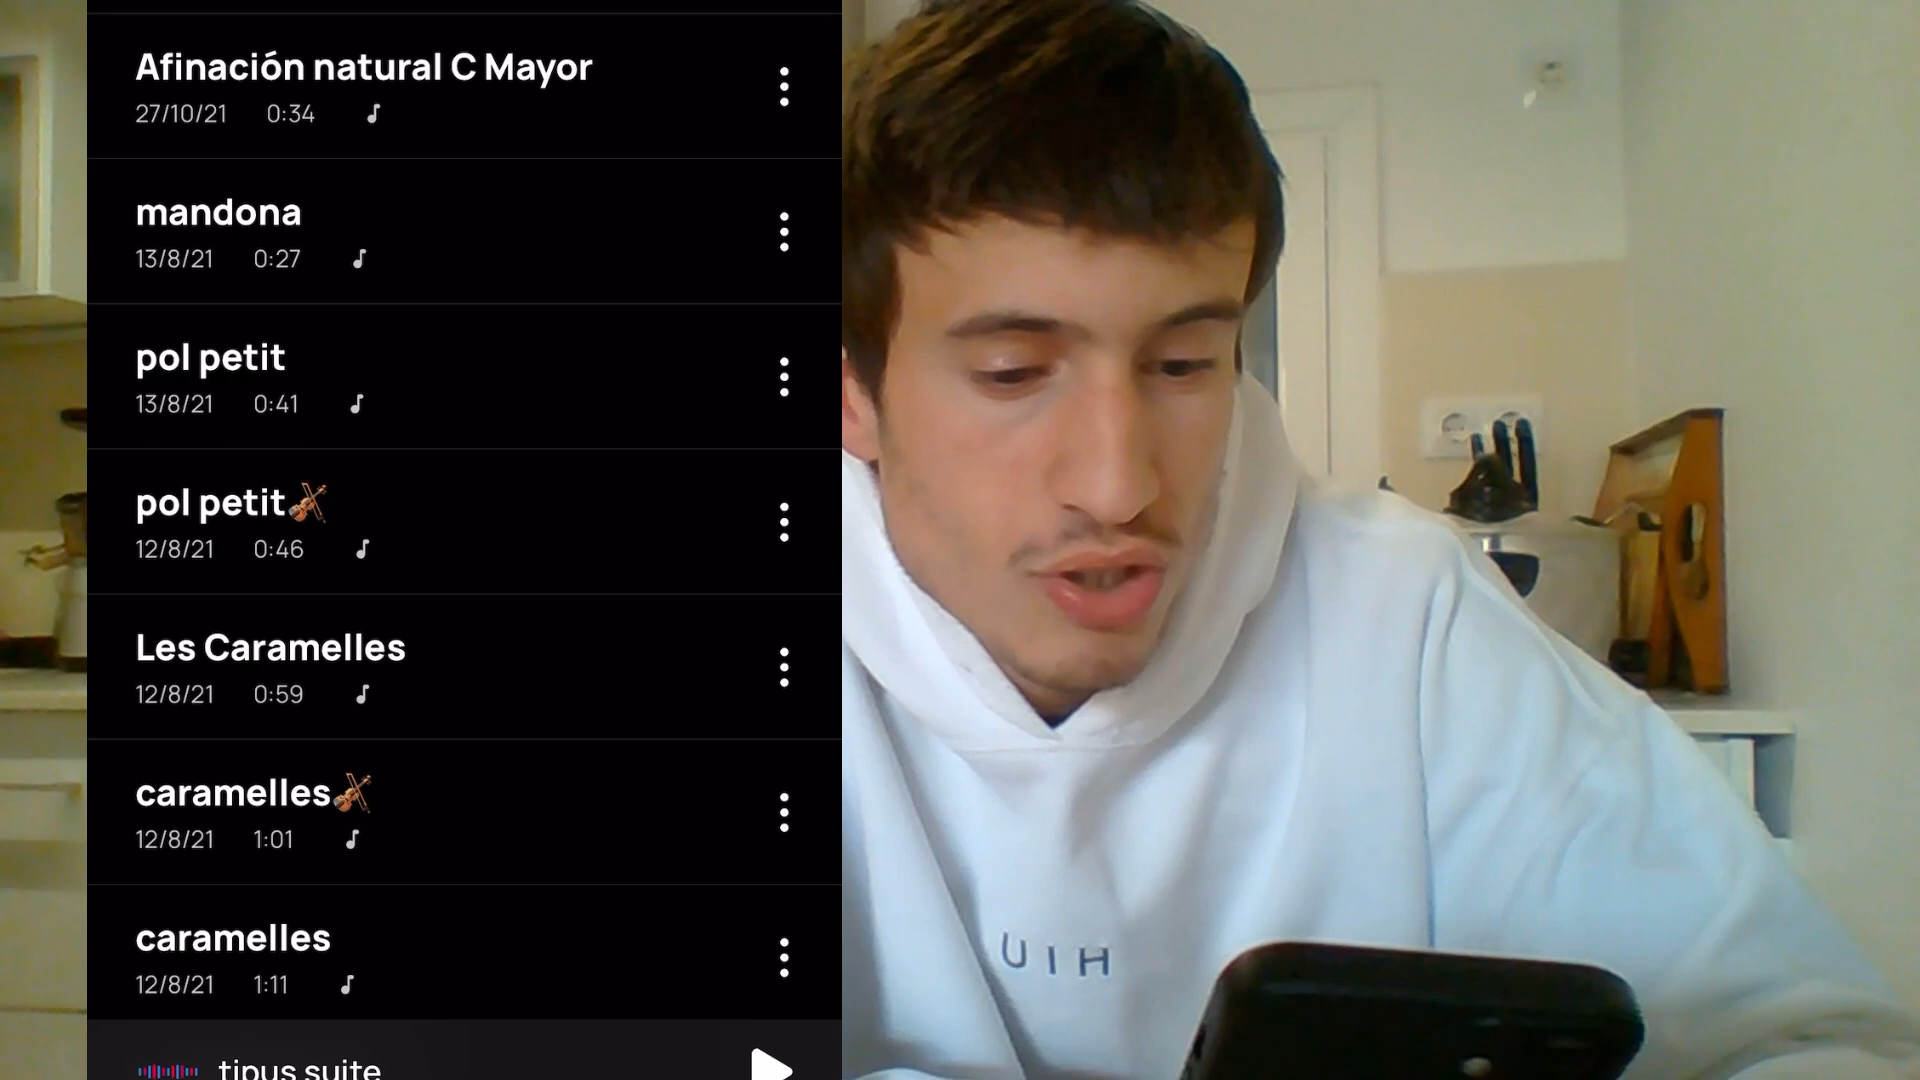 Afinación natural C Mayor
27/10/21 0:34
mandona
13/8/21 0:27
pol petit
13/8/21 0:41
pol petit🎻
12/8/21 0:46
Les Caramelles
12/8/21 0:59
caramelles🎻
12/8/21 1:01
caramelles
12/8/21 1:11
tipus suite
UIH